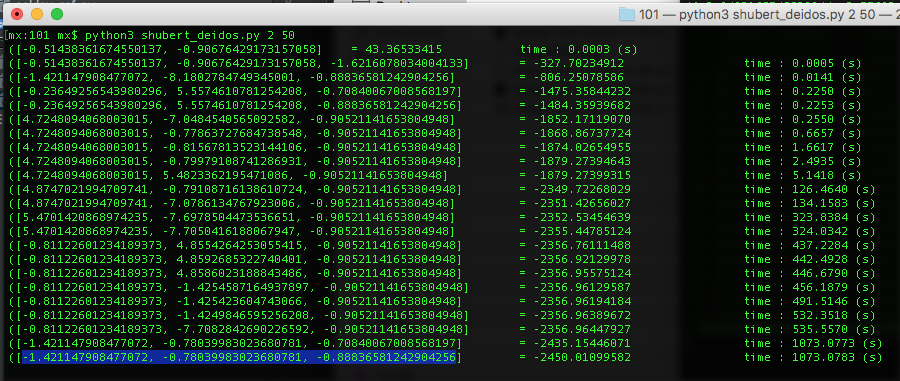 101 — python3 shubert_deidos.py 2 50 — 2
[mx:101 mx$ python3 shubert_deidos.py 2 50
([-0.51438361674550137, -0.906764291731570​58] = 43.36533415 time : 0.0003 (s)
([-0.51438361674550137, -0.90676429173157058, -1.6216078034004133] = -327.70234912 time : 0.0005 (s)
([-1.421147908477072, -8.1802784749345001, -0.88836581242904256] = -806.25078586 time : 0.0141 (s)
([-0.23649256543980296, 5.5574610781254208, -0.70840067008568197] = -1475.35844232 time : 0.2250 (s)
([-0.23649256543980296, 5.5574610781254208, -0.88836581242904256] = -1484.35939682 time : 0.2253 (s)
([4.7248094068003015, -7.0484540565092582, -0.90521141653804948] = -1852.17119070 time : 0.2550 (s)
([4.7248094068003015, -0.77863727684738548, -0.90521141653804948] = -1868.86737724 time : 0.6657 (s)
([4.7248094068003015, -0.81567813523144106, -0.90521141653804948] = -1874.02654955 time : 1.6617 (s)
([4.7248094068003015, -0.79979108741286931, -0.90521141653804948] = -1879.27394643 time : 2.4935 (s)
([4.7248094068003015, 5.4823362195471086, -0.90521141653804948] = -1879.27399315 time : 5.1418 (s)
([4.8747021994709741, -0.79108716138610724, -0.90521141653804948] = -2349.72268029 time : 126.4640 (s)
([4.8747021994709741, -7.0786134767923006, -0.90521141653804948] = -2351.42656027 time : 134.1583 (s)
([5.4701420868974235, -7.6978504473536651, -0.90521141653804948] = -2352.53454639 time : 323.8384 (s)
([5.4701420868974235, -7.7050416188067947, -0.90521141653804948] = -2355.44785124 time : 324.0342 (s)
([-0.81122601234189373, 4.8554264253055415, -0.90521141653804948] = -2356.76111488 time : 437.2284 (s)
([-0.81122601234189373, 4.8592685322740401, -0.90521141653804948] = -2356.92129978 time : 442.4928 (s)
([-0.81122601234189373, 4.8586023188843486, -0.90521141653804948] = -2356.95575124 time : 446.6790 (s)
([-0.81122601234189373, -1.4254587164937897, -0.90521141653804948] = -2356.96129587 time : 456.1879 (s)
([-0.81122601234189373, -1.425423604743066, -0.90521141653804948] = -2356.96194184 time : 491.5146 (s)
([-0.81122601234189373, -1.4249846595256208, -0.90521141653804948] = -2356.96389672 time : 532.3518 (s)
([-0.81122601234189373, -7.7082842690226592, -0.90521141653804948] = -2356.96447927 time : 535.5570 (s)
([-1.421147908477072, -0.78039983023680781, -0.70840067008568197] = -2435.15446071 time : 1073.0773 (s)
([-1.421147908477072, -0.78039983023680781, -0.88836581242904256] = -2450.01099582 time : 1073.0783 (s)